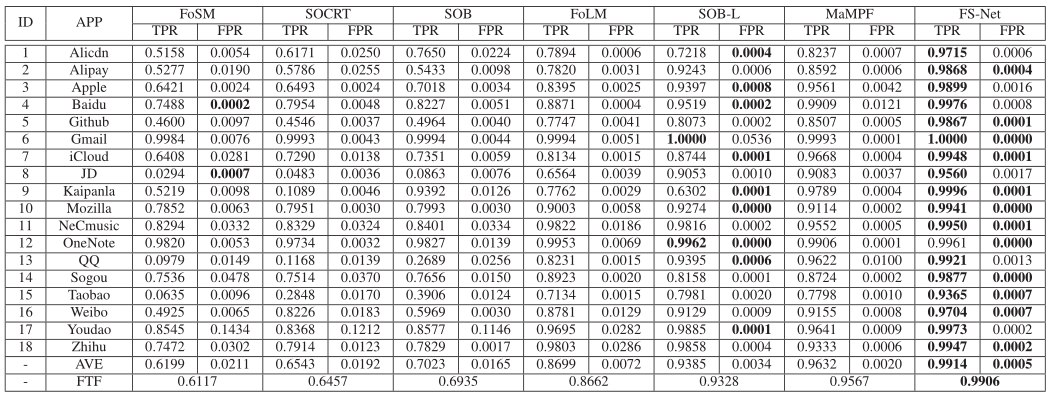 ID APP FoSM SOCRT SOB FoLM SOB-L MaMPF FS-Net
TPR FPR TPR FPR TPR FPR TPR FPR TPR FPR TPR FPR TPR FPR
1 Alicdn 0.5158 0.0054 0.6171 0.0250 0.7650 0.0224 0.7894 0.0006 0.7218 0.0004 0.8237 0.0007 0.9715 0.0006
2 Alipay 0.5277 0.0190 0.5786 0.0255 0.5433 0.0098 0.7820 0.0031 0.9243 0.0006 0.8592 0.0006 0.9868 0.0004
3 Apple 0.6421 0.0024 0.6493 0.0024 0.7018 0.0034 0.8395 0.0025 0.9397 0.0008 0.9561 0.0042 0.9899 0.0016
4 Baidu 0.7488 0.0002 0.7954 0.0048 0.8227 0.0051 0.8871 0.0004 0.9519 0.0002 0.9909 0.0121 0.9976 0.0008
5 Github 0.4600 0.0097 0.4546 0.0037 0.4964 0.0040 0.7747 0.0041 0.8073 0.0002 0.8507 0.0005 0.9867 0.0001
6 Gmail 0.9984 0.0076 0.9993 0.0043 0.9994 0.0044 0.9994 0.0051 1.0000 0.0536 0.9993 0.0001 1.0000 0.0000
7 iCloud 0.6408 0.0281 0.7290 0.0138 0.7351 0.0059 0.8134 0.0015 0.8744 0.0001 0.9668 0.0004 0.9948 0.0001
8 JD 0.0294 0.0007 0.0483 0.0036 0.0863 0.0076 0.6564 0.0039 0.9053 0.0010 0.9083 0.0037 0.9560 0.0017
9 Kaipanla 0.5219 0.0098 0.1089 0.0046 0.9392 0.0126 0.7762 0.0029 0.6302 0.0001 0.9789 0.0004 0.9996 0.0001
10 Mozilla 0.7852 0.0063 0.7951 0.0030 0.7993 0.0030 0.9003 0.0058 0.9274 0.0000 0.9114 0.0002 0.9941 0.0000
11 NeCmusic 0.8294 0.0332 0.8329 0.0324 0.8401 0.0334 0.9822 0.0186 0.9816 0.0002 0.9552 0.0005 0.9950 0.0001
12 OneNote 0.9820 0.0053 0.9734 0.0032 0.9827 0.0139 0.9953 0.0069 0.9962 0.0000 0.9906 0.0001 0.9961 0.0000
13 QQ 0.0979 0.0149 0.1168 0.0139 0.2689 0.0256 0.8231 0.0015 0.9395 0.0006 0.9622 0.0100 0.9921 0.0013
14 Sogou 0.7536 0.0478 0.7514 0.0370 0.7656 0.0150 0.8923 0.0020 0.8158 0.0001 0.8724 0.0002 0.9877 0.0000
15 Taobao 0.0635 0.0096 0.2848 0.0170 0.3906 0.0124 0.7134 0.0015 0.7981 0.0020 0.7798 0.0010 0.9365 0.0007
16 Weibo 0.4925 0.0065 0.8226 0.0183 0.5969 0.0030 0.8781 0.0129 0.9129 0.0009 0.9155 0.0008 0.9704 0.0007
17 Youdao 0.8545 0.1434 0.8368 0.1212 0.8577 0.1146 0.9695 0.0282 0.9885 0.0001 0.9641 0.0009 0.9973 0.0002
18 Zhihu 0.7472 0.0302 0.7914 0.0123 0.7829 0.0017 0.9803 0.0286 0.9858 0.0004 0.9333 0.0006 0.9947 0.0002
- AVE 0.6199 0.0211 0.6543 0.0192 0.7023 0.0165 0.8699 0.0072 0.9385 0.0034 0.9632 0.0020 0.9914 0.0005
- FTF 0.6117 0.6457 0.6935 0.8662 0.9328 0.9567 0.9906